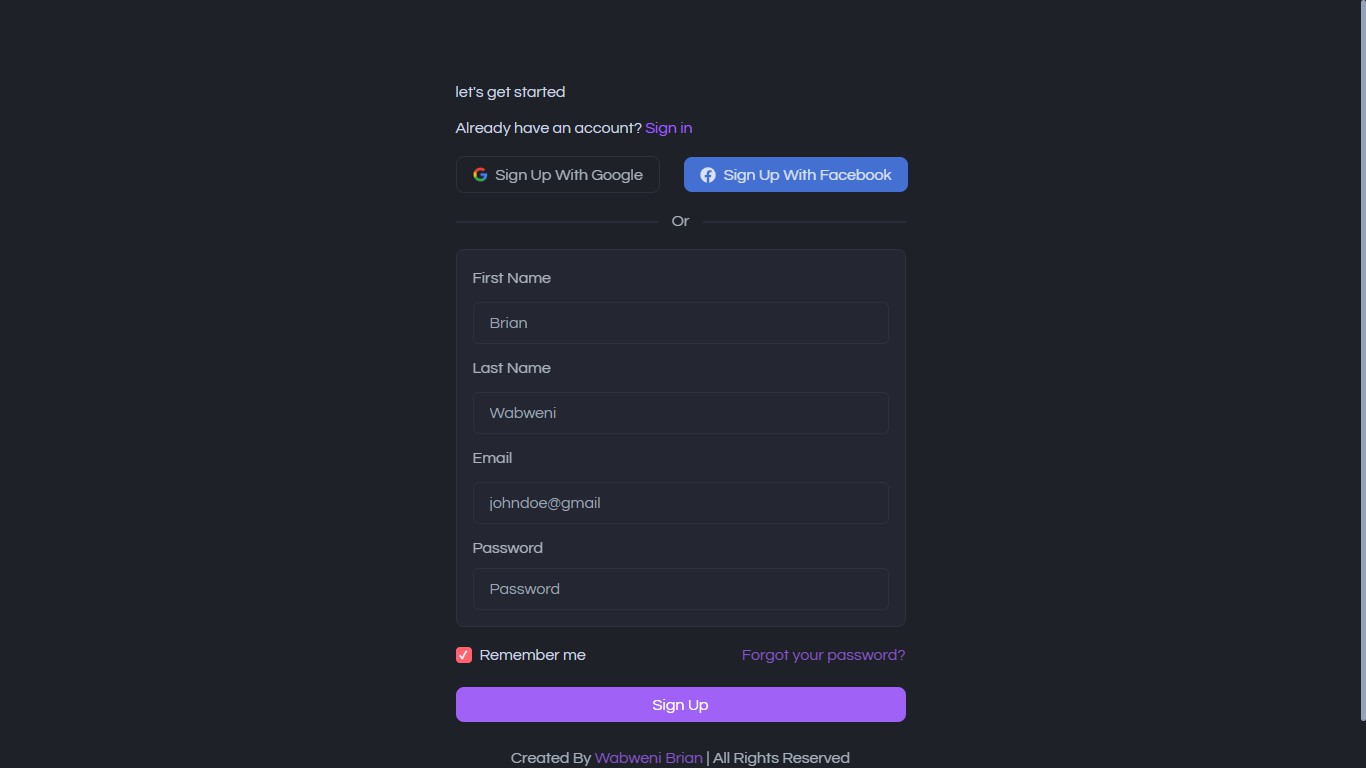 let's get started
Already have an account? Sign in
Sign Up With Google
Sign Up With Facebook
Or
First Name
Brian
Last Name
Wabweni
Email
johndoe@gmail
Password
Password
Remember me
Forgot your password?
Sign Up
Created By Wabweni Brian | All Rights Reserved